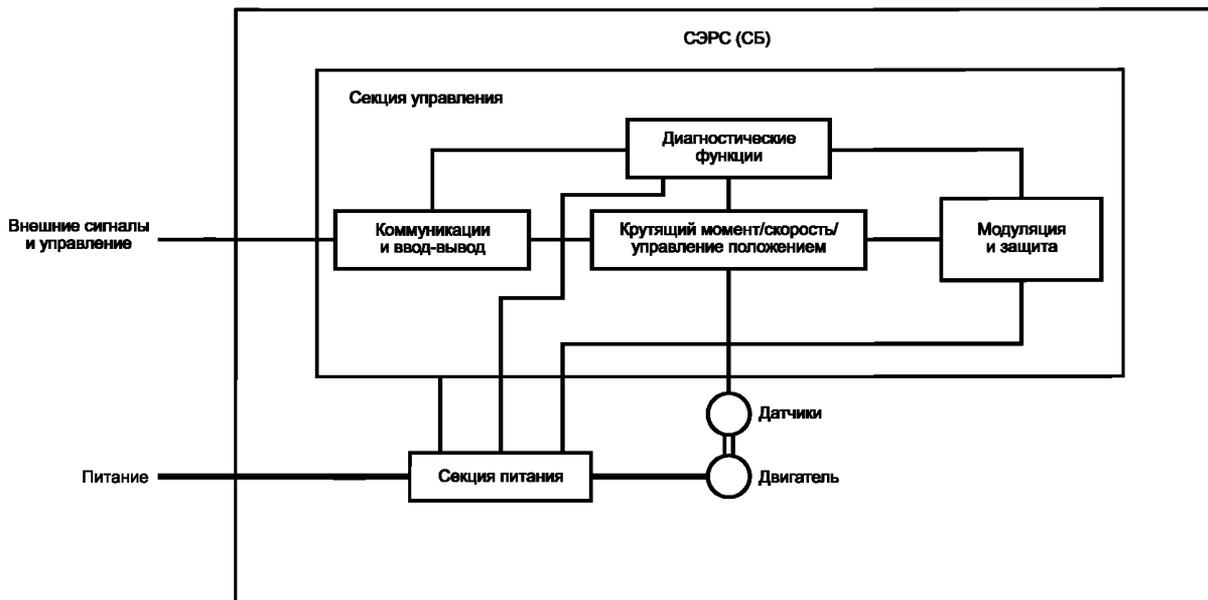 СЭРС (СБ)
Секция управления
Диагностические
функции
Внешние сигналы
и управление
Коммуникации
и ввод-вывод
Крутящий момент/скорость/
управление положением
Модуляция
и защита
Датчики
Питание
Секция питания
Двигатель